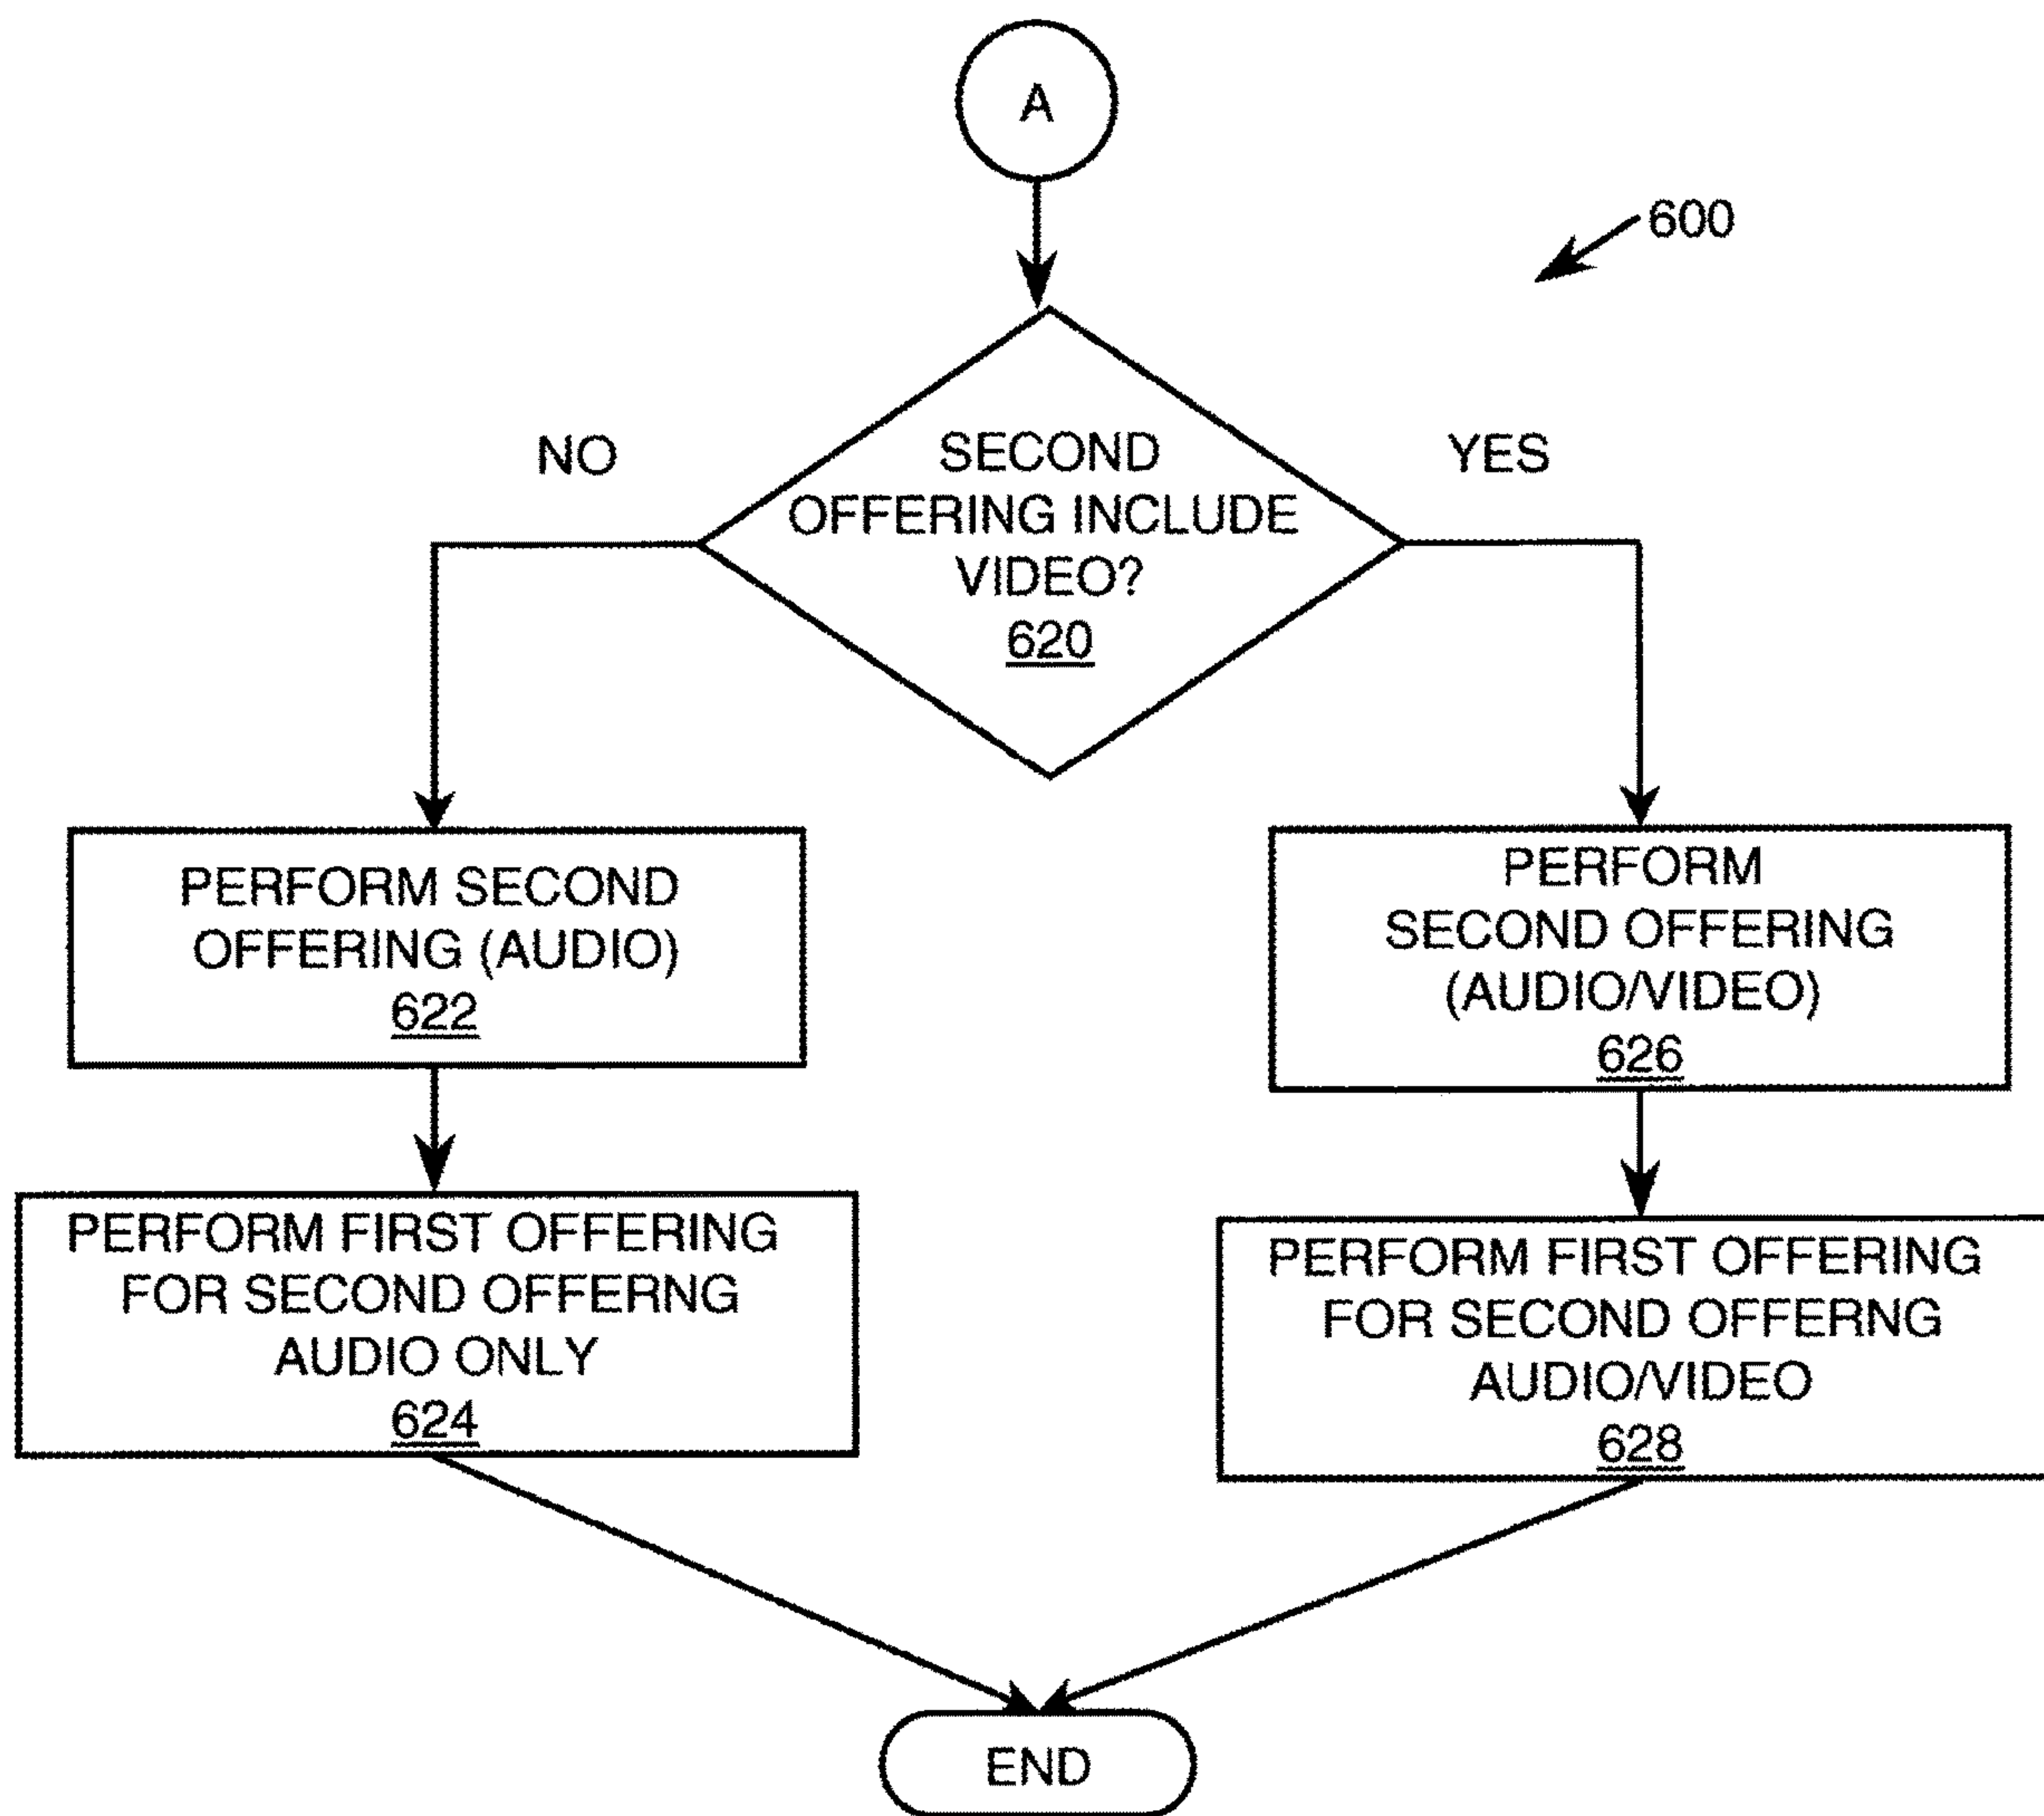 A
600
NO
YES
SECOND
OFFERING INCLUDE
VIDEO?
620
PERFORM SECOND
OFFERING (AUDIO)
622
PERFORM
SECOND OFFERING
(AUDIO/VIDEO)
626
PERFORM FIRST OFFERING
FOR SECOND OFFERNG
AUDIO ONLY
624
PERFORM FIRST OFFERING
FOR SECOND OFFERNG
AUDIO/VIDEO
628
END